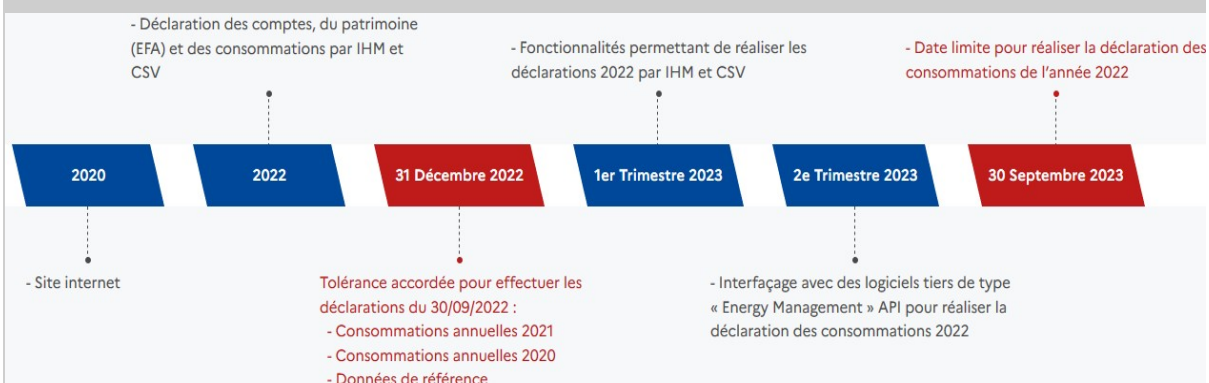 - Déclaration des comptes, du patrimoine
(EFA) et des consommations par IHM et
CSV
- Fonctionnalités permettant de réaliser les
déclarations 2022 par IHM et CSV
- Date limite pour réaliser la déclaration des
consommations de l'année 2022
2020
2022
31 Décembre 2022
1er Trimestre 2023
2e Trimestre 2023
30 Septembre 2023
- Site internet
Tolérance accordée pour effectuer les
déclarations du 30/09/2022 :
- Consommations annuelles 2021
- Consommations annuelles 2020
- Données de référence
- Interfaçage avec des logiciels tiers de type
« Energy Management » API pour réaliser la
déclaration des consommations 2022